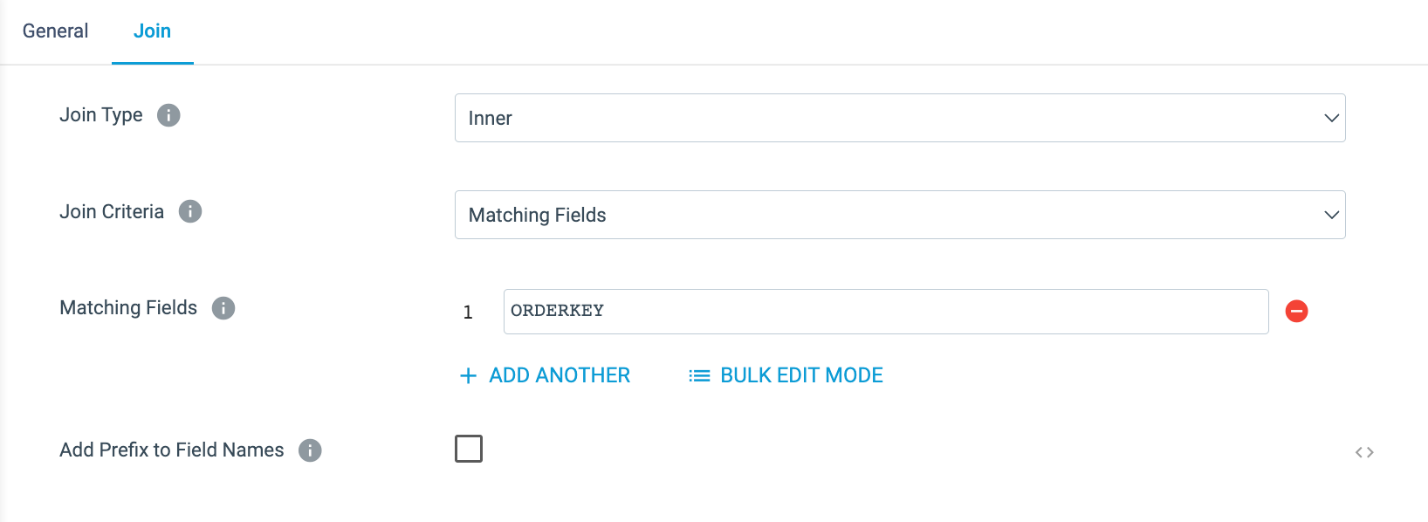 General Join
Join Type
Inner
Join Criteria
Matching Fields
Matching Fields
1 ORDERKEY
ADD ANOTHER BULK EDIT MODE
Add Prefix to Field Names